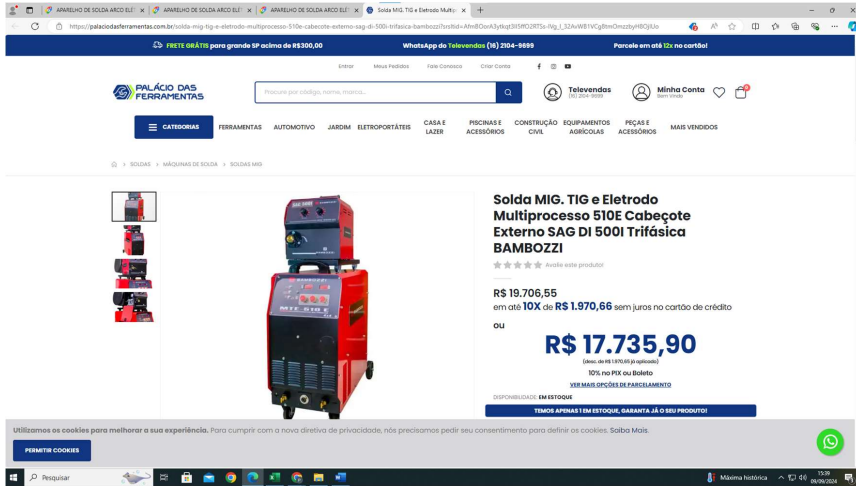 APARELHO DE SOLDA ARCO ELÉ
APARELHO DE SOLDA ARCO ELÉ
APARELHO DE SOLDA ARCO ELÉ
Solda MIG. TIG e Eletrodo Multip
FRETE GRÁTIS para grande SP acima de R$300,00
WhatsApp do Televendas (16) 2104-9699
Parcele em até 12x no cartão!
Entrar Meus Pedidos Fale Conosco Criar Conta
PALÁCIO DAS FERRAMENTAS
Procure por código, nome, marca...
Televendas
(16) 2104-9699
Minha Conta
Bem Vindo
CATEGORIAS
FERRAMENTAS
AUTOMOTIVO
JARDIM
ELETROPORTÁTEIS
CASA E LAZER
PISCINAS E ACESSÓRIOS
CONSTRUÇÃO CIVIL
EQUIPAMENTOS AGRÍCOLAS
PEÇAS E ACESSÓRIOS
MAIS VENDIDOS
SOLDAS > MÁQUINAS DE SOLDA > SOLDAS MIG
Solda MIG. TIG e Eletrodo
Multiprocesso 510E Cabeçote
Externo SAG DI 500I Trifásica
BAMBOZZI
Avalie este produto!
R$ 19.706,55
em até 10X de R$ 1.970,66 sem juros no cartão de crédito
ou
R$ 17.735,90
(desc. de R$ 1.970,65 já aplicado)
10% no PIX ou Boleto
VER MAIS OPÇÕES DE PARCELAMENTO
DISPONIBILIDADE: EM ESTOQUE
TEMOS APENAS 1 EM ESTOQUE, GARANTA JÁ O SEU PRODUTO!
Utilizamos os cookies para melhorar a sua experiência. Para cumprir com a nova diretiva de privacidade, nós precisamos pedir seu consentimento para definir os cookies. Saiba Mais.
PERMITIR COOKIES
Pesquisar
Máxima histórica
15:39
09/09/2024